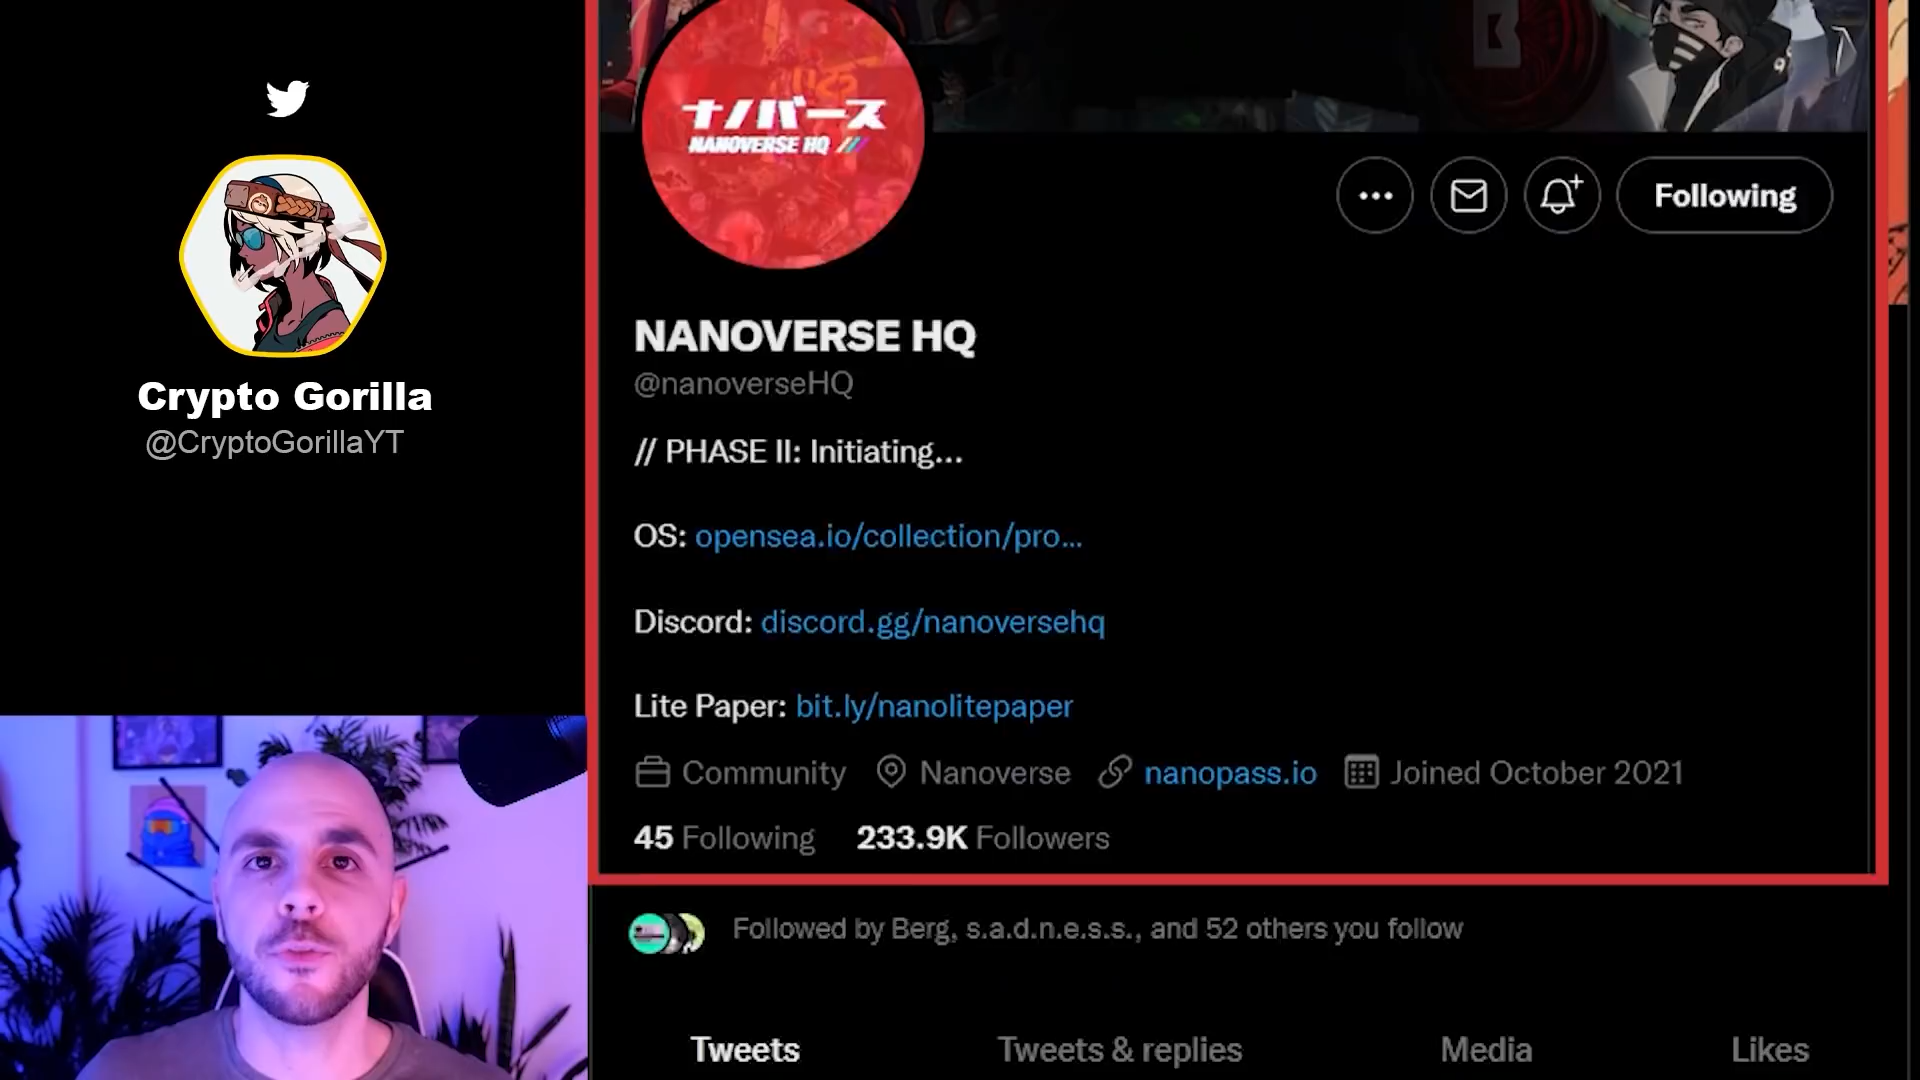 Crypto Gorilla
@CryptoGorillaYT
ナノバース
NANOVERSE HQ
Following
NANOVERSE HQ
@nanoverseHQ
// PHASE II: Initiating...
OS: opensea.io/collection/pro...
Discord: discord.gg/nanoversehq
Lite Paper: bit.ly/nanolitepaper
Community Nanoverse nanopass.io Joined October 2021
45 Following 233.9K Followers
Followed by Berg, s.a.d.n.e.s.s., and 52 others you follow
Tweets Tweets & replies Media Likes